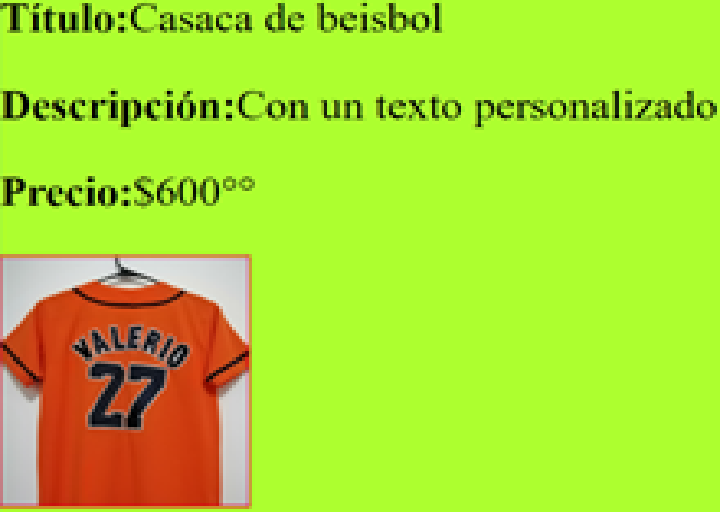 Título:Casaca de beisbol
Descripción:Con un texto personalizado
Precio:$600°°
VALERIO
27